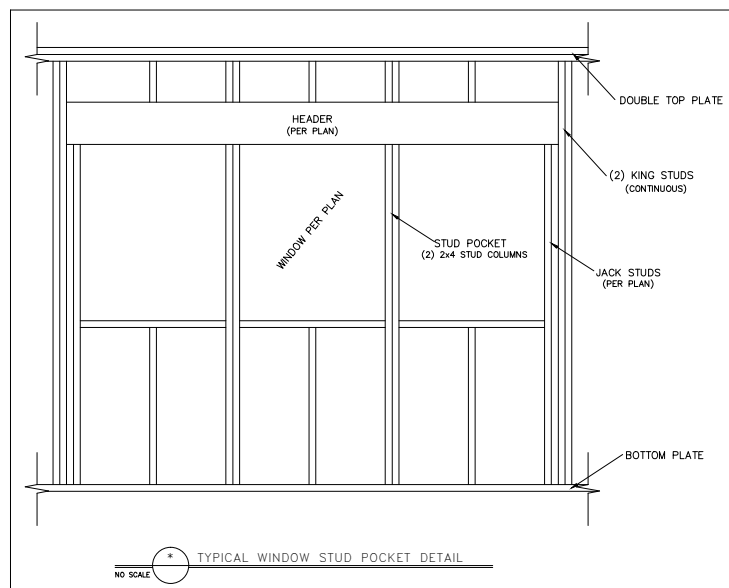 DOUBLE TOP PLATE
HEADER
(PER PLAN)
(2) KING STUDS
(CONTINUOUS)
WINDOW PER PLAN
STUD POCKET
(2) 2x4 STUD COLUMNS
JACK STUDS
(PER PLAN)
BOTTOM PLATE
* TYPICAL WINDOW STUD POCKET DETAIL
NO SCALE